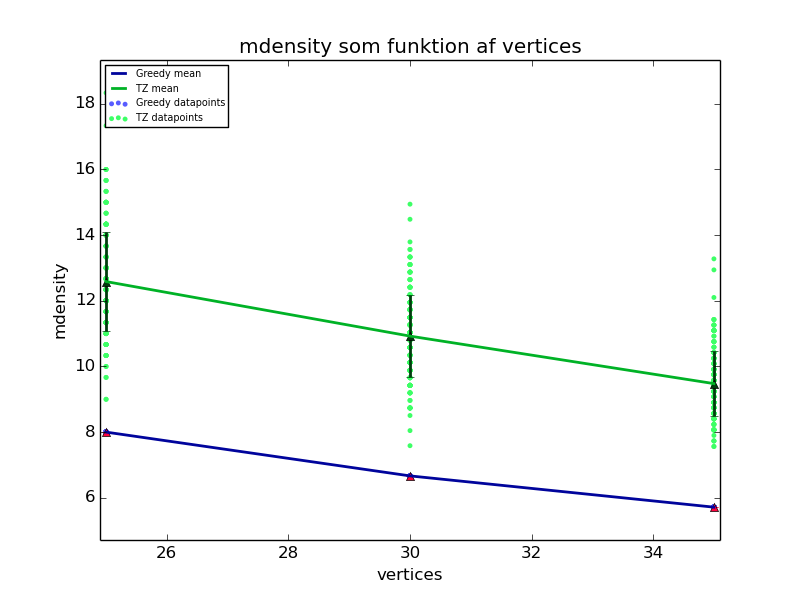 mdensity som funktion af vertices
Greedy mean
TZ mean
Greedy datapoints
TZ datapoints
18
16
14
12
10
8
6
mdensity
26 28 30 32 34
vertices